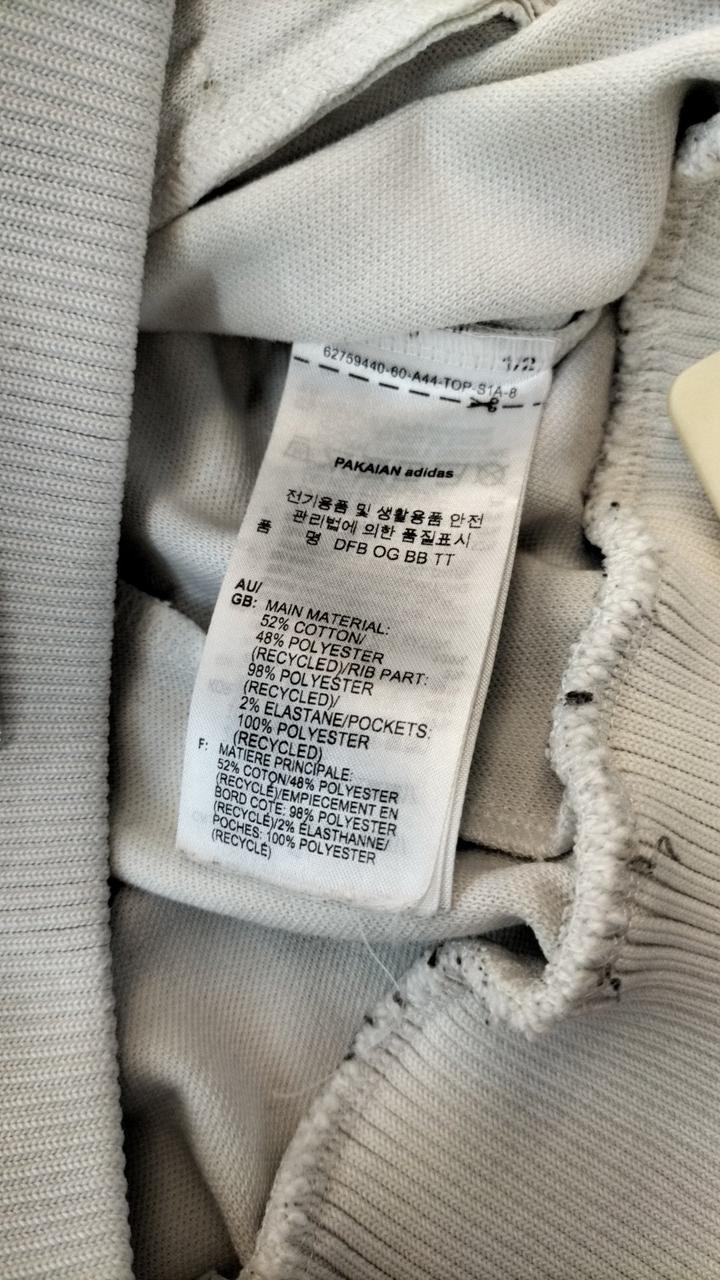 1/2
62759440-60-A44-TOP-S1A-8
PAKAIAN adidas
전기용품 및 생활용품 안전
관리법에 의한 품질표시
품 명 DFB OG BB TT
AU/
GB: MAIN MATERIAL:
52% COTTON/
48% POLYESTER
(RECYCLED)/RIB PART:
98% POLYESTER
(RECYCLED)/
2% ELASTANE/POCKETS:
100% POLYESTER
(RECYCLED)
F: MATIÈRE PRINCIPALE:
52% COTON/48% POLYESTER
(RECYCLÉ)/EMPIECEMENT EN
BORD COTE: 98% POLYESTER
(RECYCLÉ)/2% ÉLASTHANNE/
POCHES: 100% POLYESTER
(RECYCLÉ)